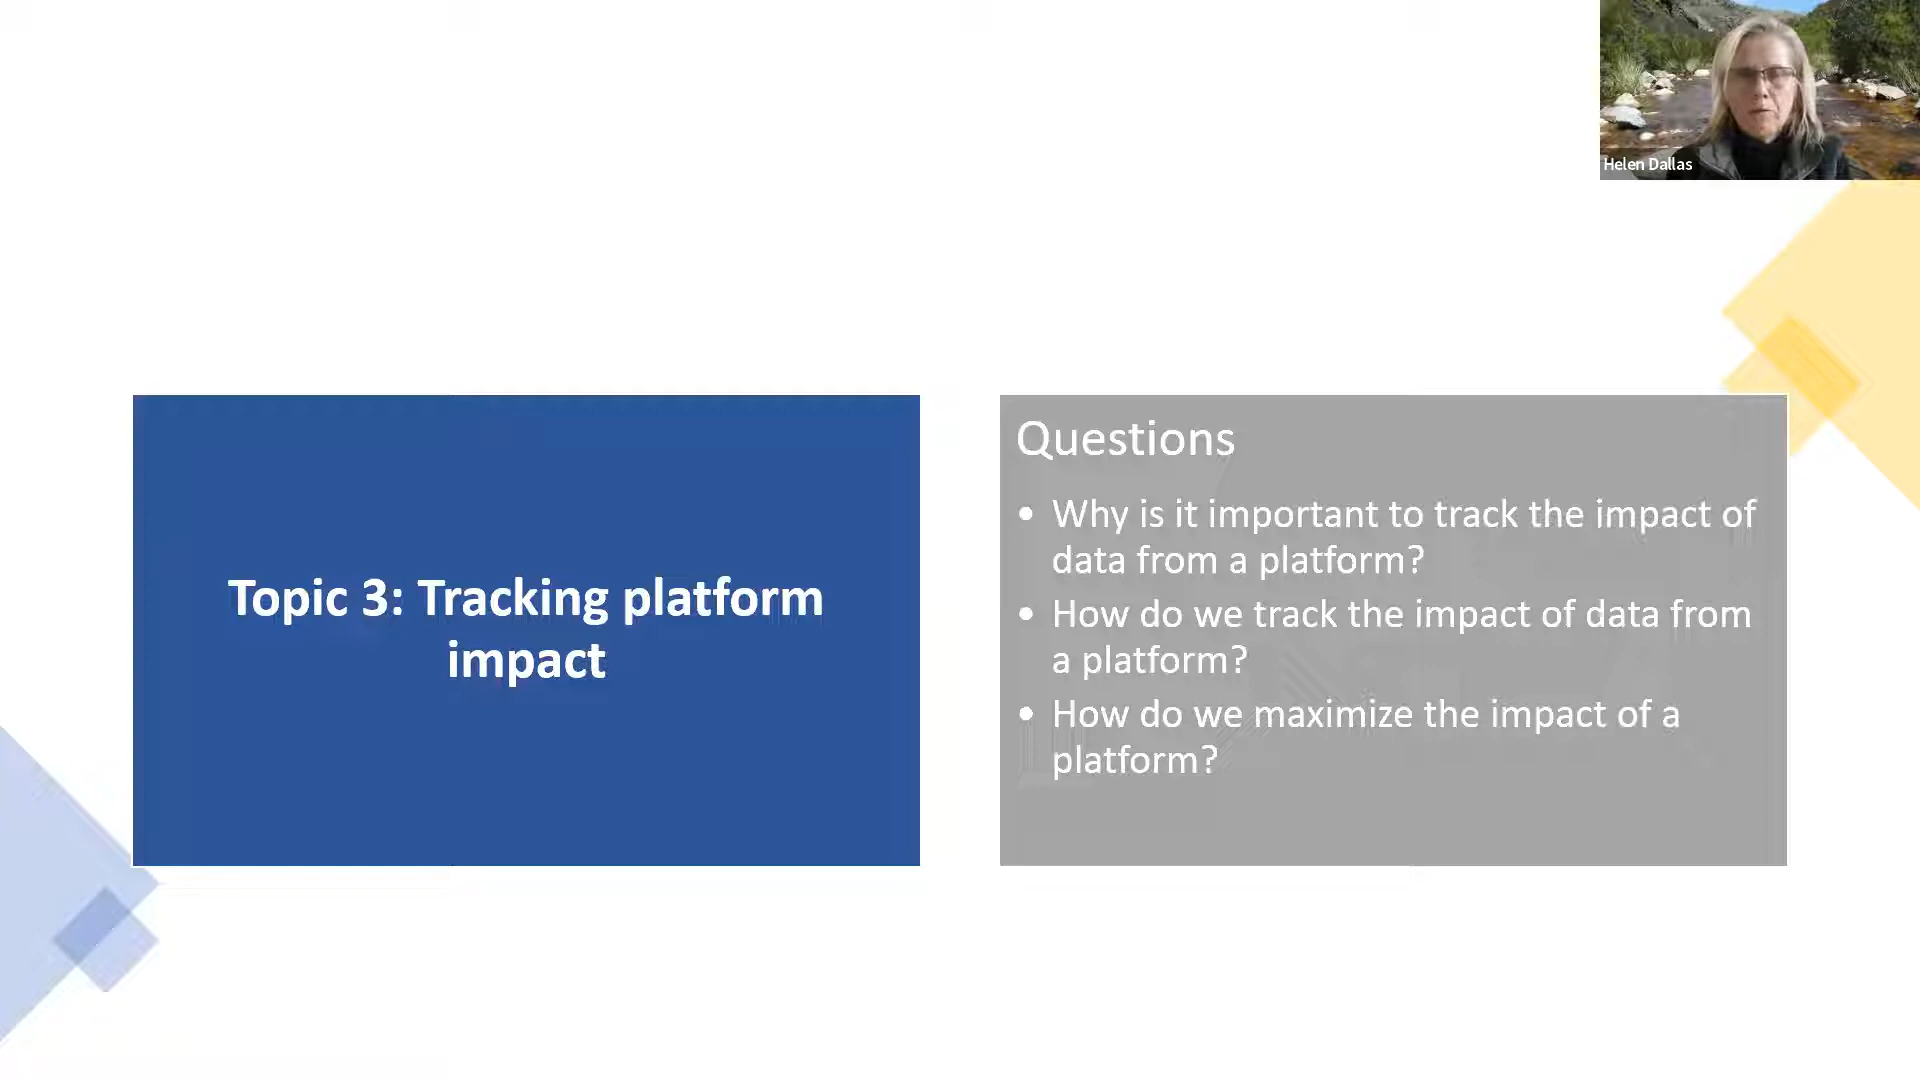 Helen Dallas
Topic 3: Tracking platform
impact
Questions
• Why is it important to track the impact of
data from a platform?
• How do we track the impact of data from
a platform?
• How do we maximize the impact of a
platform?